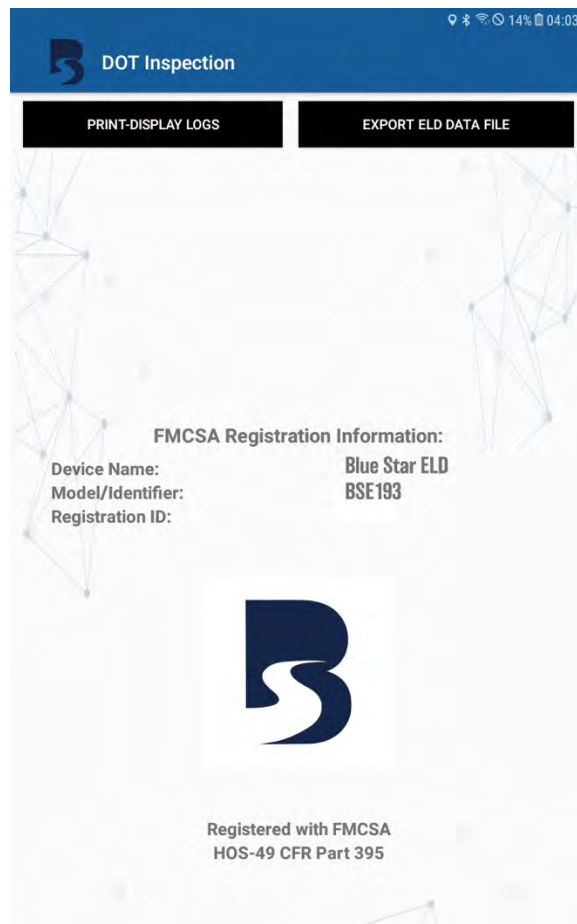 14% 04:03
DOT Inspection
PRINT-DISPLAY LOGS EXPORT ELD DATA FILE
FMCSA Registration Information:
Device Name: Blue Star ELD
Model/Identifier: BSE193
Registration ID:
Registered with FMCSA
HOS-49 CFR Part 395